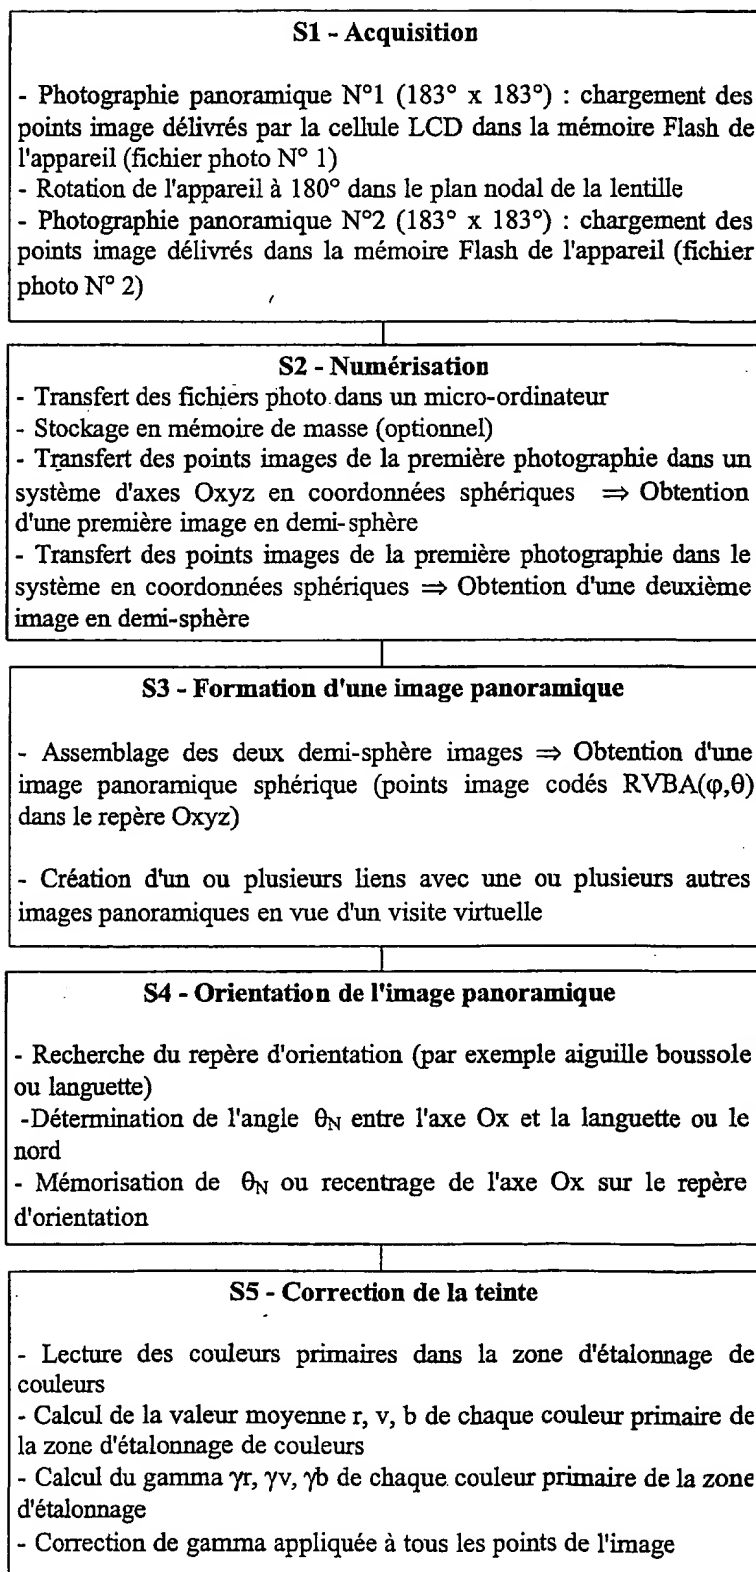 S1 - Acquisition
- Photographie panoramique N°1 (183° x 183°) : chargement des
points image délivrés par la cellule LCD dans la mémoire Flash de
l'appareil (fichier photo N° 1)
- Rotation de l'appareil à 180° dans le plan nodal de la lentille
- Photographie panoramique N°2 (183° x 183°) : chargement des
points image délivrés dans la mémoire Flash de l'appareil (fichier
photo N° 2)
S2 - Numérisation
- Transfert des fichiers photo dans un micro-ordinateur
- Stockage en mémoire de masse (optionnel)
- Transfert des points images de la première photographie dans un
système d'axes Oxyz en coordonnées sphériques ⇒ Obtention
d'une première image en demi-sphère
- Transfert des points images de la première photographie dans le
système en coordonnées sphériques ⇒ Obtention d'une deuxième
image en demi-sphère
S3 - Formation d'une image panoramique
- Assemblage des deux demi-sphère images ⇒ Obtention d'une
image panoramique sphérique (points image codés RVBA(φ,θ)
dans le repère Oxyz)
- Création d'un ou plusieurs liens avec une ou plusieurs autres
images panoramiques en vue d'un visite virtuelle
S4 - Orientation de l'image panoramique
- Recherche du repère d'orientation (par exemple aiguille boussole
ou languette)
-Détermination de l'angle θN entre l'axe Ox et la languette ou le
nord
- Mémorisation de θN ou recentrage de l'axe Ox sur le repère
d'orientation
S5 - Correction de la teinte
- Lecture des couleurs primaires dans la zone d'étalonnage de
couleurs
- Calcul de la valeur moyenne r, v, b de chaque couleur primaire de
la zone d'étalonnage de couleurs
- Calcul du gamma γr, γv, γb de chaque couleur primaire de la zone
d'étalonnage
- Correction de gamma appliquée à tous les points de l'image